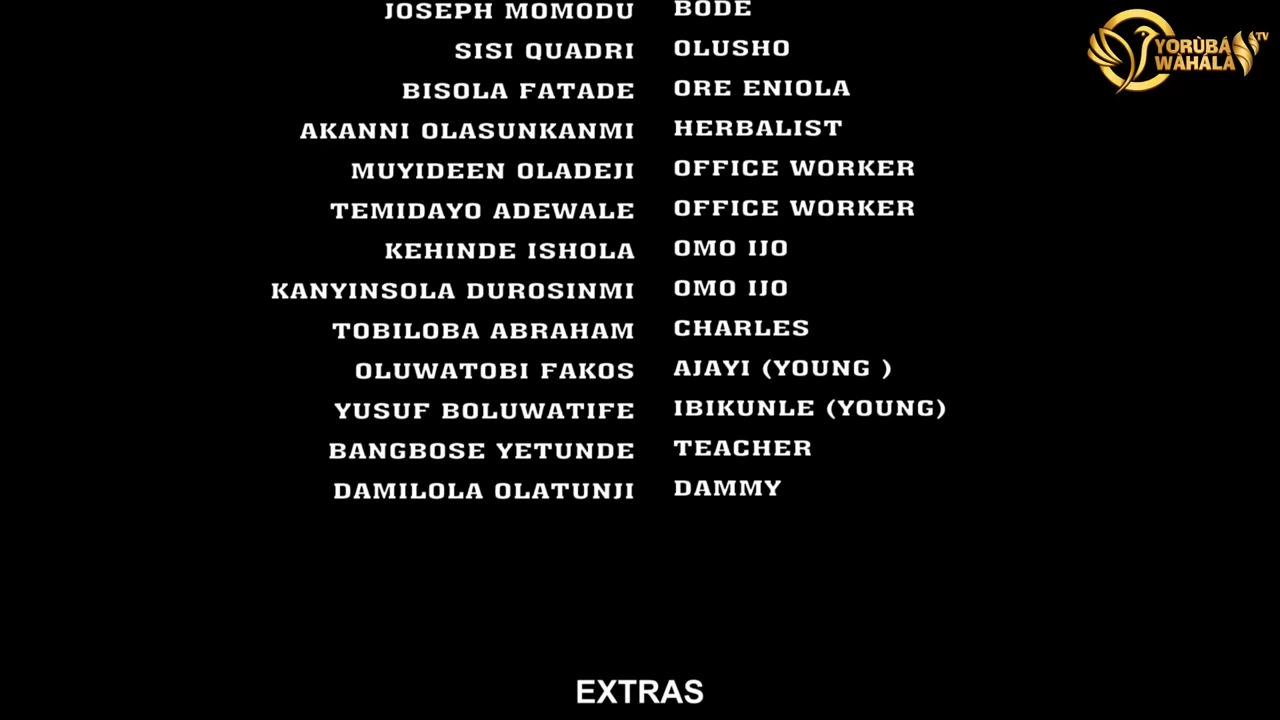 JOSEPH MOMODU BODE
SISI QUADRI OLUSHO
BISOLA FATADE ORE ENIOLA
AKANNI OLASUNKANMI HERBALIST
MUYIDEEN OLADEJI OFFICE WORKER
TEMIDAYO ADEWALE OFFICE WORKER
KEHINDE ISHOLA OMO IJO
KANYINSOLA DUROSINMI OMO IJO
TOBILOBA ABRAHAM CHARLES
OLUWATOBI FAKOS AJAYI (YOUNG )
YUSUF BOLUWATIFE IBIKUNLE (YOUNG)
BANGBOSE YETUNDE TEACHER
DAMILOLA OLATUNJI DAMMY
EXTRAS
YORÙBÁ TV
WÀHÁLÀ